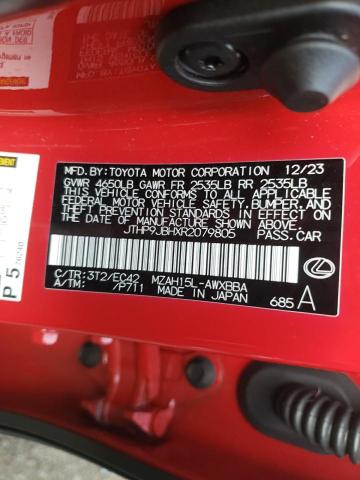 MFD. BY: TOYOTA MOTOR CORPORATION 12/23
GVWR 4650LB GAWR FR 2535LB RR 2535LB
THIS VEHICLE CONFORMS TO ALL APPLICABLE
FEDERAL MOTOR VEHICLE SAFETY, BUMPER,
AND THEFT PREVENTION STANDARDS IN EFFECT
ON THE DATE OF MANUFACTURE SHOWN ABOVE.
JTHP9JBHXR2079805 PASS.CAR
C/TR: 3T2/EC42 MZAH15L-AWXBBA
A/TM: /P711 MADE IN JAPAN 685 A
P 5